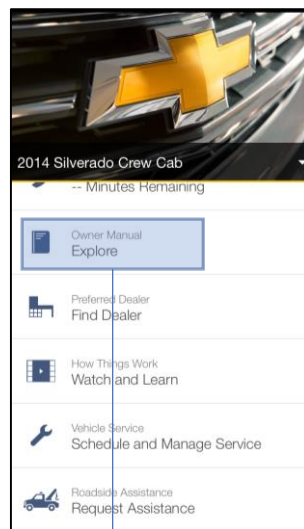 2014 Silverado Crew Cab
-- Minutes Remaining
Owner Manual
Explore
Preferred Dealer
Find Dealer
How Things Work
Watch and Learn
Vehicle Service
Schedule and Manage Service
Roadside Assistance
Request Assistance